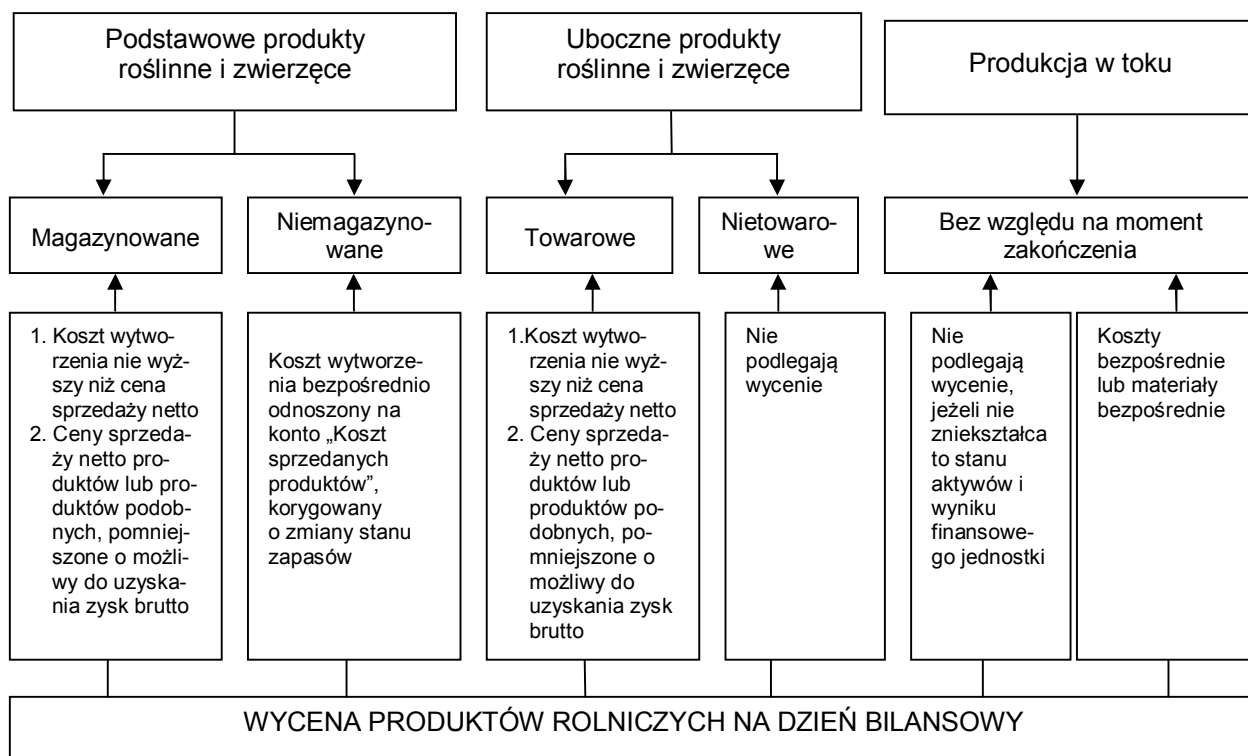 Podstawowe produkty
roślinne i zwierzęce
Uboczne produkty
roślinne i zwierzęce
Produkcja w toku
Magazynowane
Niemagazyno-
wane
Towarowe
Nietowaro-
we
Bez względu na moment
zakończenia
1. Koszt wytwo-
rzenia nie wyż-
szy niż cena
sprzedaży netto
2. Ceny sprzeda-
ży netto pro-
duktów lub pro-
duktów podob-
nych, pomniej-
szone o możli-
wy do uzyska-
nia zysk brutto
Koszt wytworze-
nia bezpośrednio
odnoszony na
konto „Koszt
sprzedanych
produktów”,
korygowany
o zmiany stanu
zapasów
1.Koszt wytwo-
rzenia nie wyż-
szy niż cena
sprzedaży netto
2. Ceny sprzeda-
ży netto pro-
duktów lub
produktów po-
dobnych, po-
mniejszone o
możliwy do
uzyskania zysk
brutto
Nie
podlegają
wycenie
Nie
podlegają
wycenie,
jeżeli nie
zniekształca
to stanu
aktywów i
wyniku
finansowe-
go jednostki
Koszty
bezpośrednie
lub materiały
bezpośrednie
WYCENA PRODUKTÓW ROLNICZYCH NA DZIEŃ BILANSOWY